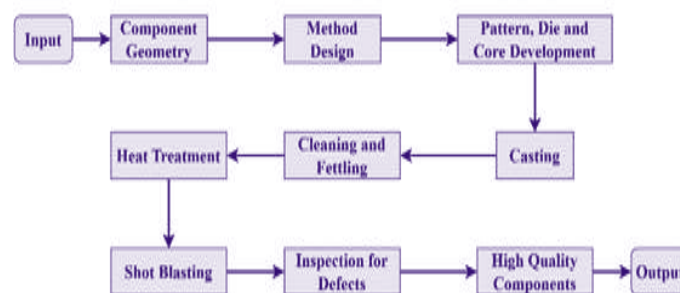 Input
Component
Geometry
Method
Design
Pattern, Die and
Core Development
Casting
Cleaning and
Fettling
Heat Treatment
Shot Blasting
Inspection for
Defects
High Quality
Components
Output